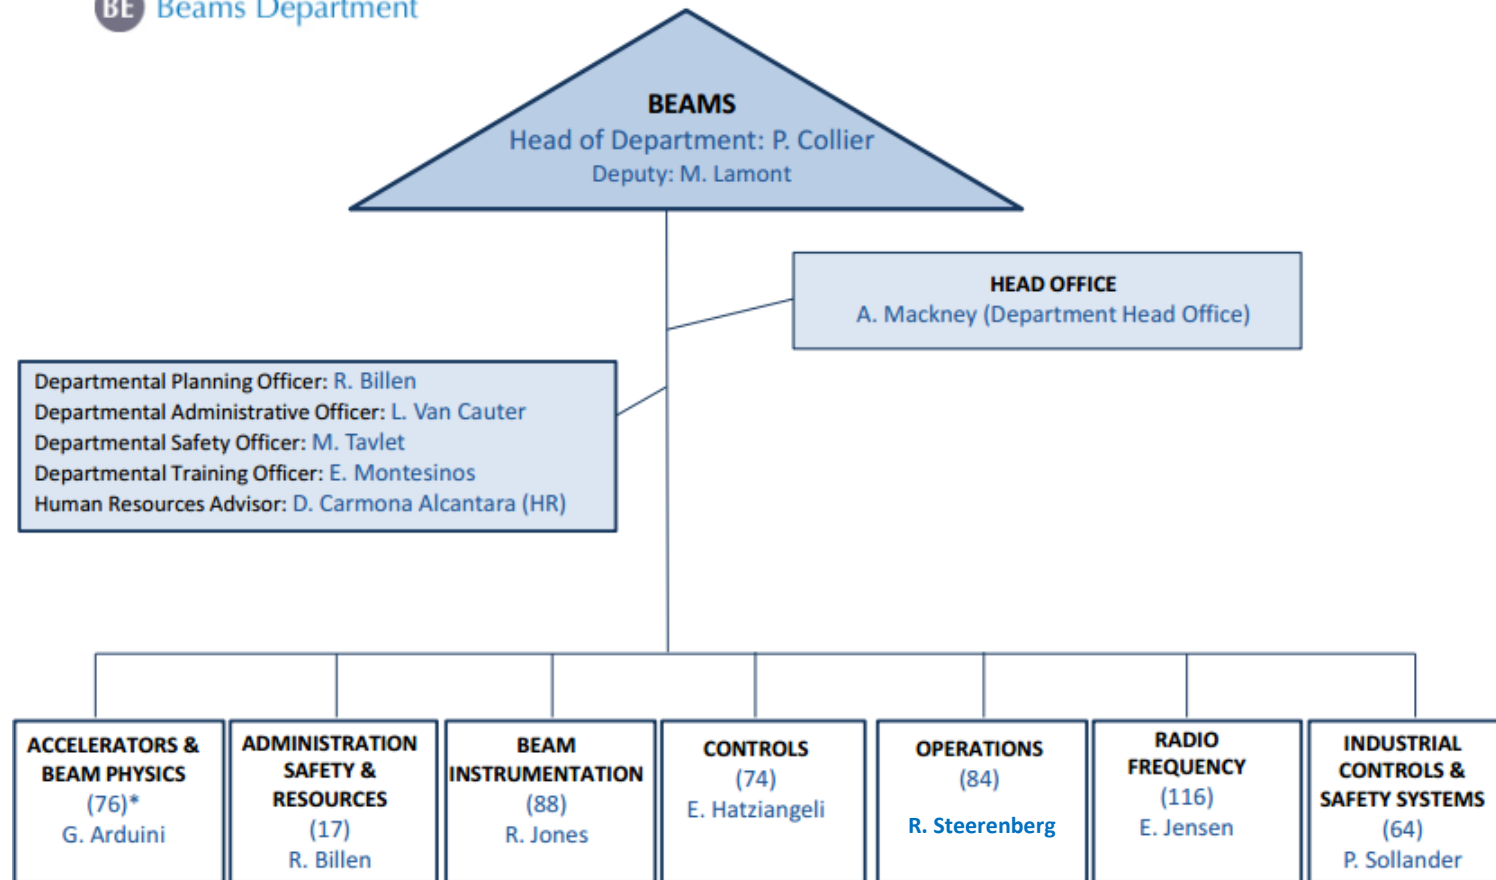 BE Beams Department
BEAMS
Head of Department: P. Collier
Deputy: M. Lamont
HEAD OFFICE
A. Mackney (Department Head Office)
Departmental Planning Officer: R. Billen
Departmental Administrative Officer: L. Van Cauter
Departmental Safety Officer: M. Tavlet
Departmental Training Officer: E. Montesinos
Human Resources Advisor: D. Carmona Alcantara (HR)
ACCELERATORS &
BEAM PHYSICS
(76)*
G. Arduini
ADMINISTRATION
SAFETY &
RESOURCES
(17)
R. Billen
BEAM
INSTRUMENTATION
(88)
R. Jones
CONTROLS
(74)
E. Hatziangeli
OPERATIONS
(84)
R. Steerenberg
RADIO
FREQUENCY
(116)
E. Jensen
INDUSTRIAL
CONTROLS &
SAFETY SYSTEMS
(64)
P. Sollander